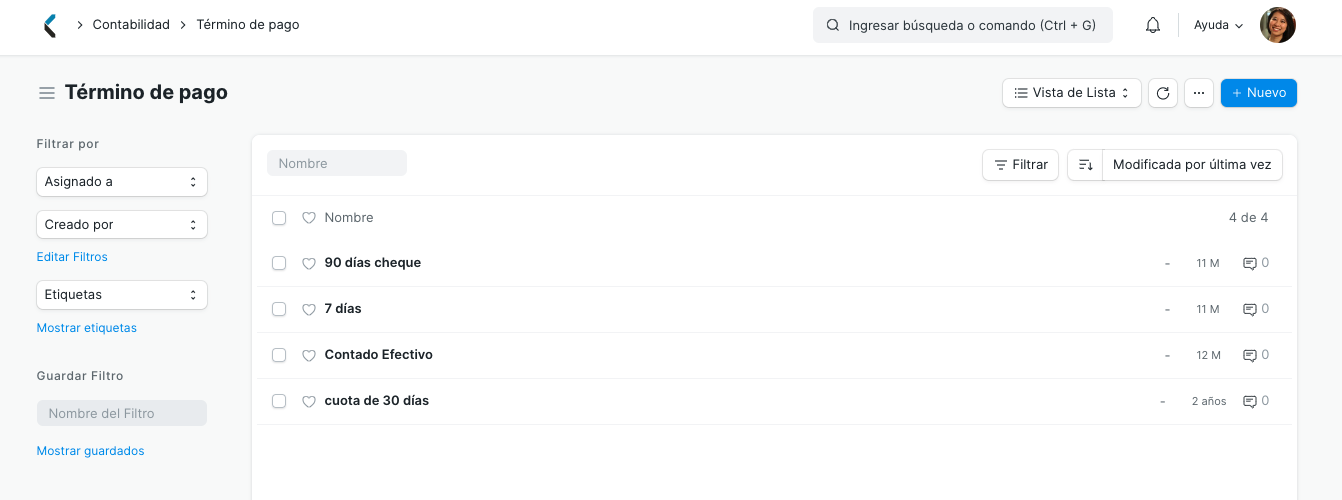 Contabilidad Término de pago
Ingresar búsqueda o comando (Ctrl + G)
Ayuda
Término de pago
Vista de Lista
···
+ Nuevo
Filtrar por
Asignado a
Creado por
Editar Filtros
Etiquetas
Mostrar etiquetas
Guardar Filtro
Nombre del Filtro
Mostrar guardados
Nombre
Filtrar
Modificada por última vez
Nombre 4 de 4
90 días cheque - 11 M 0
7 días - 11 M 0
Contado Efectivo - 12 M 0
cuota de 30 días - 2 años 0